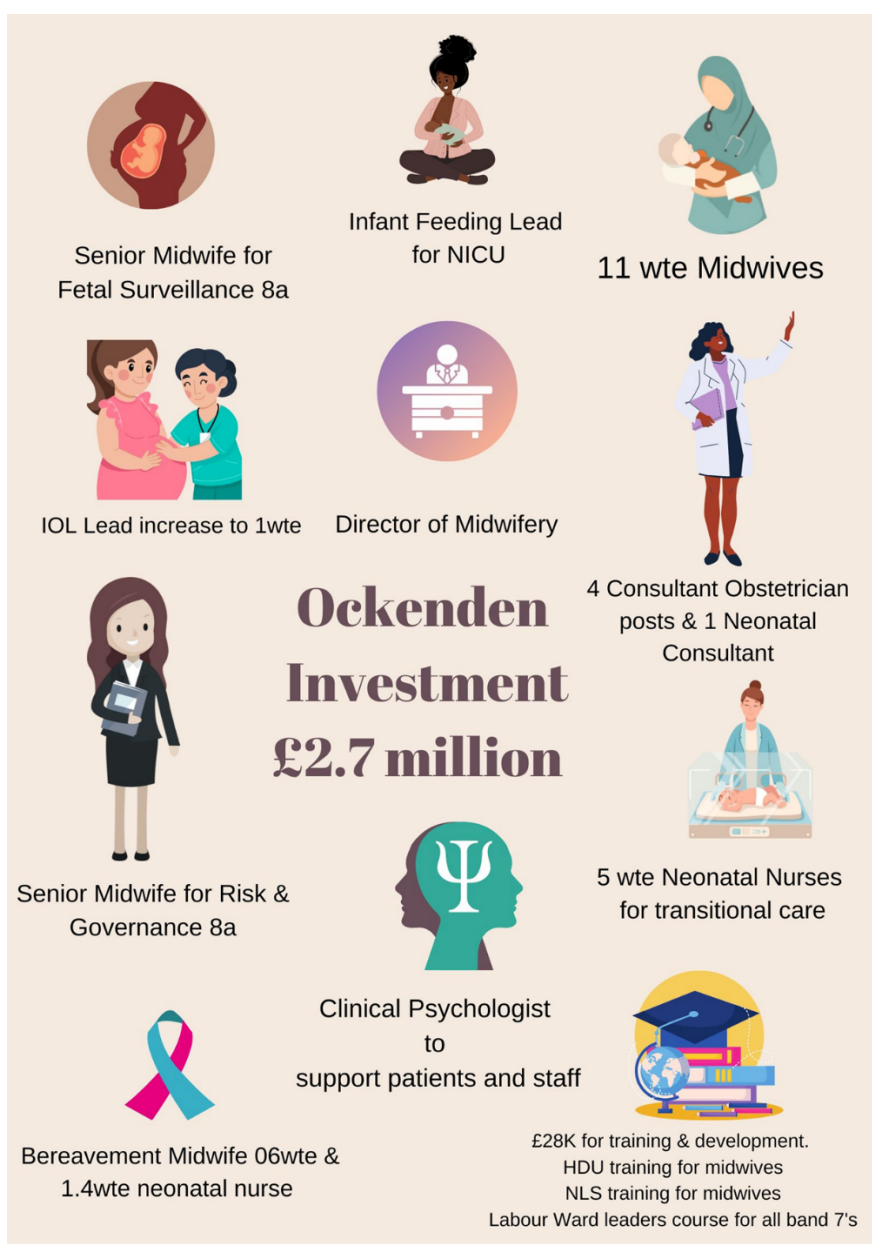 Senior Midwife for
Fetal Surveillance 8a
Infant Feeding Lead
for NICU
11 wte Midwives
IOL Lead increase to 1wte
Director of Midwifery
4 Consultant Obstetrician
posts & 1 Neonatal
Consultant
Ockenden
Investment
£2.7 million
Senior Midwife for Risk &
Governance 8a
5 wte Neonatal Nurses
for transitional care
Ψ
Clinical Psychologist
to
support patients and staff
Bereavement Midwife 06wte &
1.4wte neonatal nurse
£28K for training & development.
HDU training for midwives
NLS training for midwives
Labour Ward leaders course for all band 7's